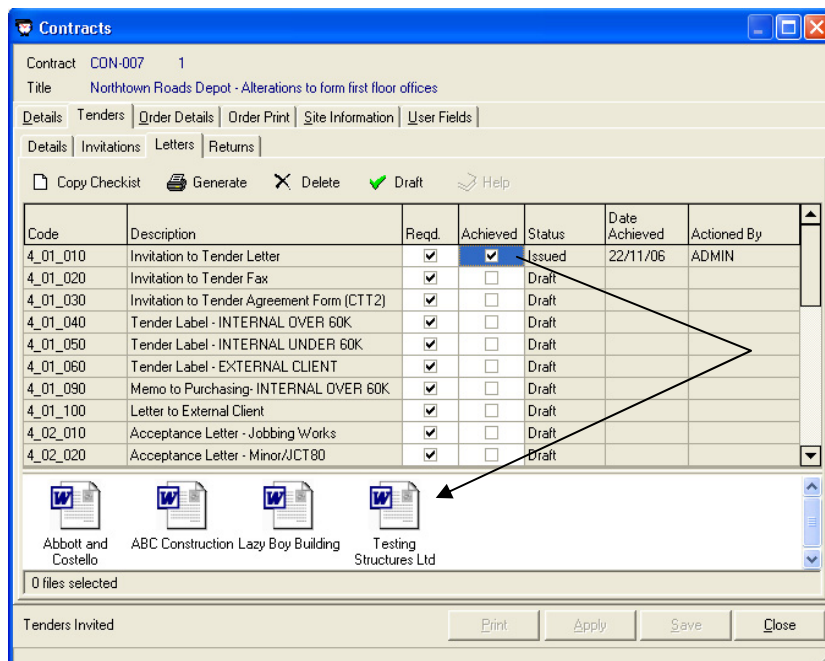 Contracts
Contract CON-007 1
Title Northtown Roads Depot - Alterations to form first floor offices
Details Tenders Order Details Order Print Site Information User Fields
Details Invitations Letters Returns
Copy Checkist Generate Delete Draft Help
Code Description Reqd. Achieved Status Date Achieved Actioned By
4_01_010 Invitation to Tender Letter Issued 22/11/06 ADMIN
4_01_020 Invitation to Tender Fax Draft
4_01_030 Invitation to Tender Agreement Form (CTT2) Draft
4_01_040 Tender Label - INTERNAL OVER 60K Draft
4_01_050 Tender Label - INTERNAL UNDER 60K Draft
4_01_060 Tender Label - EXTERNAL CLIENT Draft
4_01_090 Memo to Purchasing- INTERNAL OVER 60K Draft
4_01_100 Letter to External Client Draft
4_02_010 Acceptance Letter - Jobbing Works Draft
4_02_020 Acceptance Letter - Minor/JCT80 Draft
W W W W
Abbott and ABC Construction Lazy Boy Building Testing
Costello Structures Ltd
0 files selected
Tenders Invited Print Apply Save Close